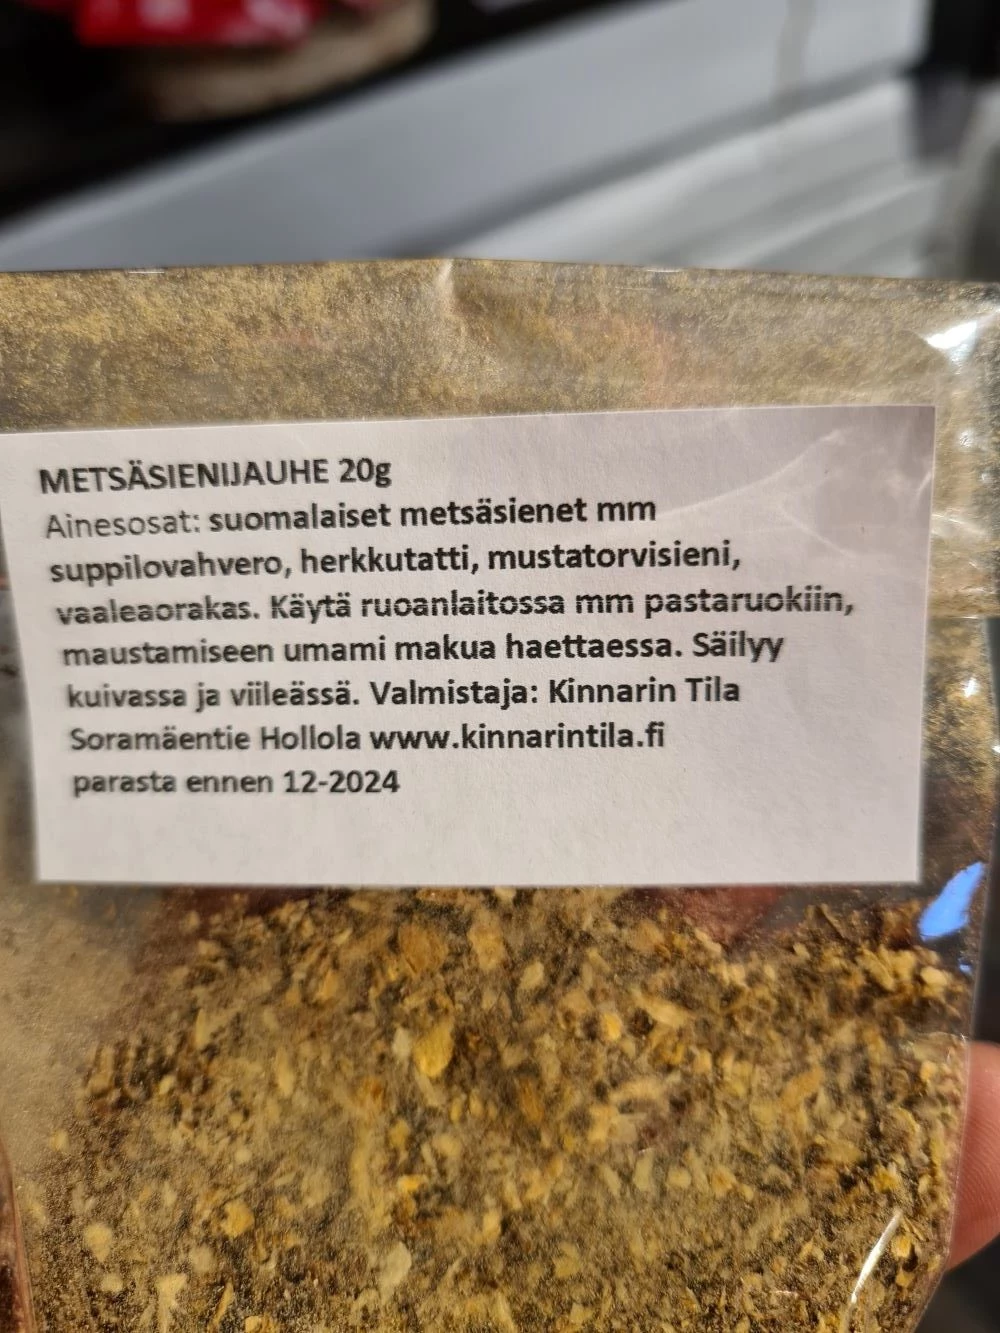 METSÄSIENIJAUHE 20g
Ainesosat: suomalaiset metsäsienet mm
suppilovahvero, herkkutatti, mustatorvisieni,
vaaleaorakas. Käytä ruoanlaitossa mm pastaruokiin,
maustamiseen umami makua haettaessa. Säilyy
kuivassa ja viileässä. Valmistaja: Kinnarin Tila
Soramäentie Hollola www.kinnarintila.fi
parasta ennen 12-2024